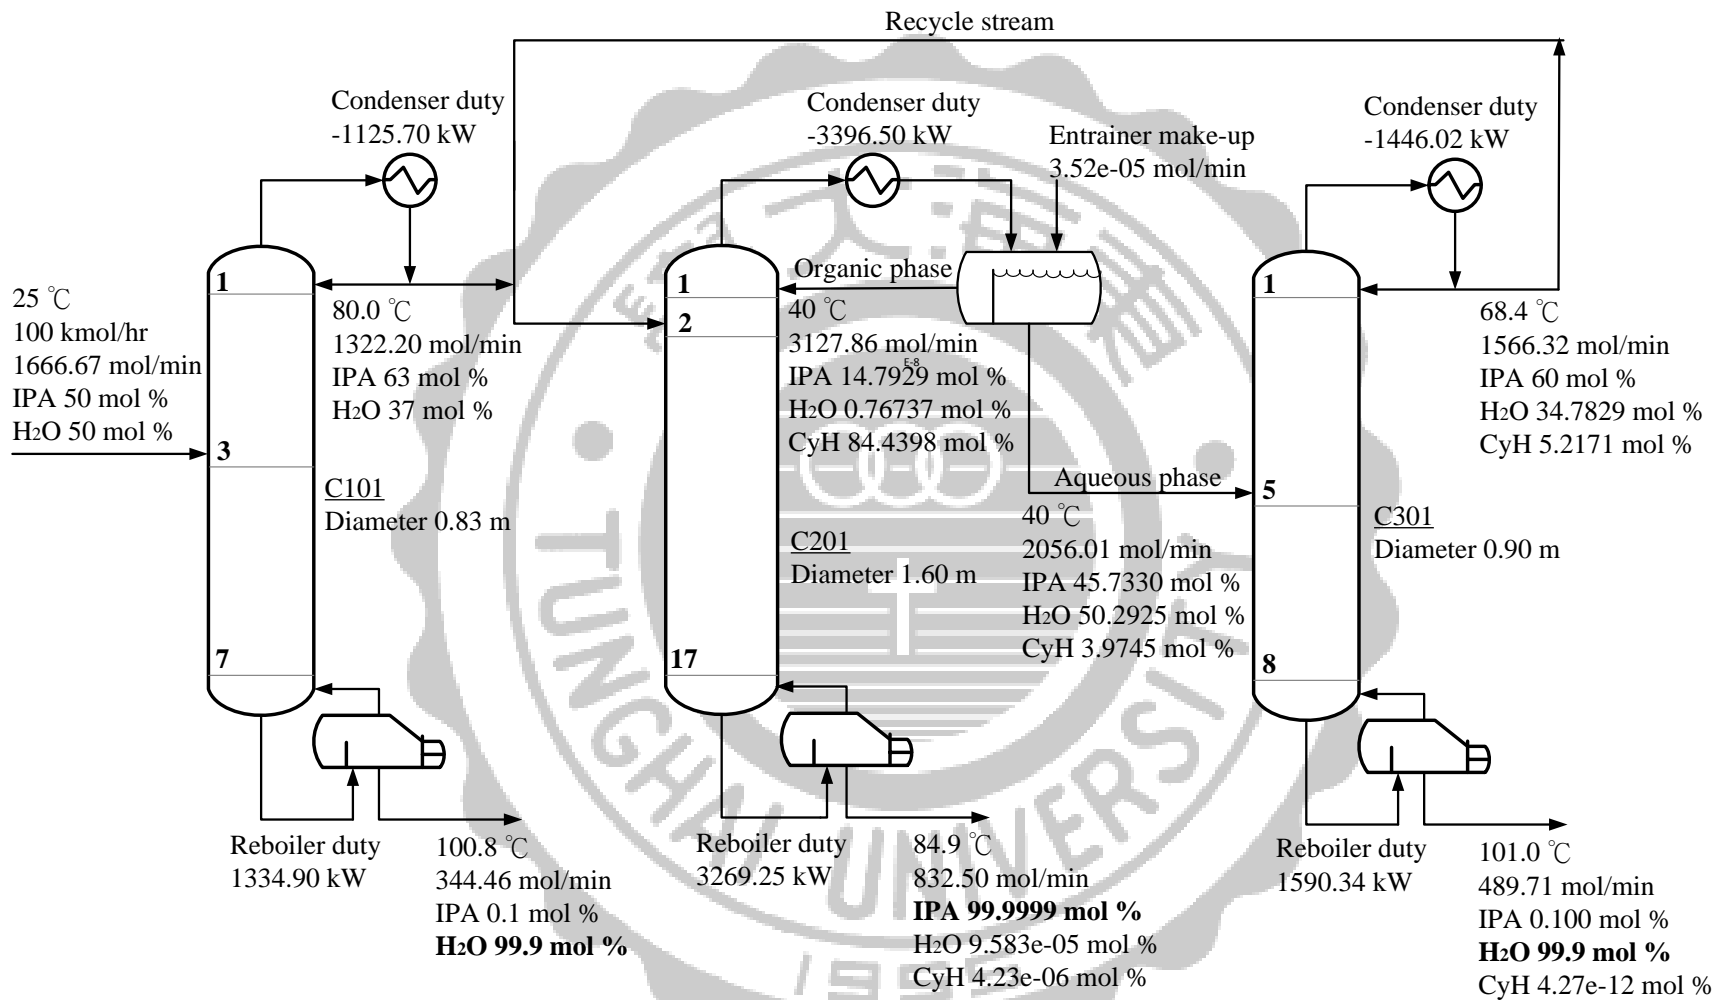 Recycle stream
Condenser duty
-1125.70 kW
Condenser duty
-3396.50 kW
Entrainer make-up
3.52e-05 mol/min
Condenser duty
-1446.02 kW
25 ℃
100 kmol/hr
1666.67 mol/min
IPA 50 mol %
H2O 50 mol %
1
3
7
80.0 ℃
1322.20 mol/min
IPA 63 mol %
H2O 37 mol %
C101
Diameter 0.83 m
Reboiler duty
1334.90 kW
100.8 ℃
344.46 mol/min
IPA 0.1 mol %
H2O 99.9 mol %
1
2
17
Organic phase
40 ℃
3127.86 mol/min
E-8
IPA 14.7929 mol %
H2O 0.76737 mol %
CyH 84.4398 mol %
C201
Diameter 1.60 m
Reboiler duty
3269.25 kW
84.9 ℃
832.50 mol/min
IPA 99.9999 mol %
H2O 9.583e-05 mol %
CyH 4.23e-06 mol %
Aqueous phase
40 ℃
2056.01 mol/min
IPA 45.7330 mol %
H2O 50.2925 mol %
CyH 3.9745 mol %
1
5
8
68.4 ℃
1566.32 mol/min
IPA 60 mol %
H2O 34.7829 mol %
CyH 5.2171 mol %
C301
Diameter 0.90 m
Reboiler duty
1590.34 kW
101.0 ℃
489.71 mol/min
IPA 0.100 mol %
H2O 99.9 mol %
CyH 4.27e-12 mol %
TUNGHAI UNIVERSITY
1955